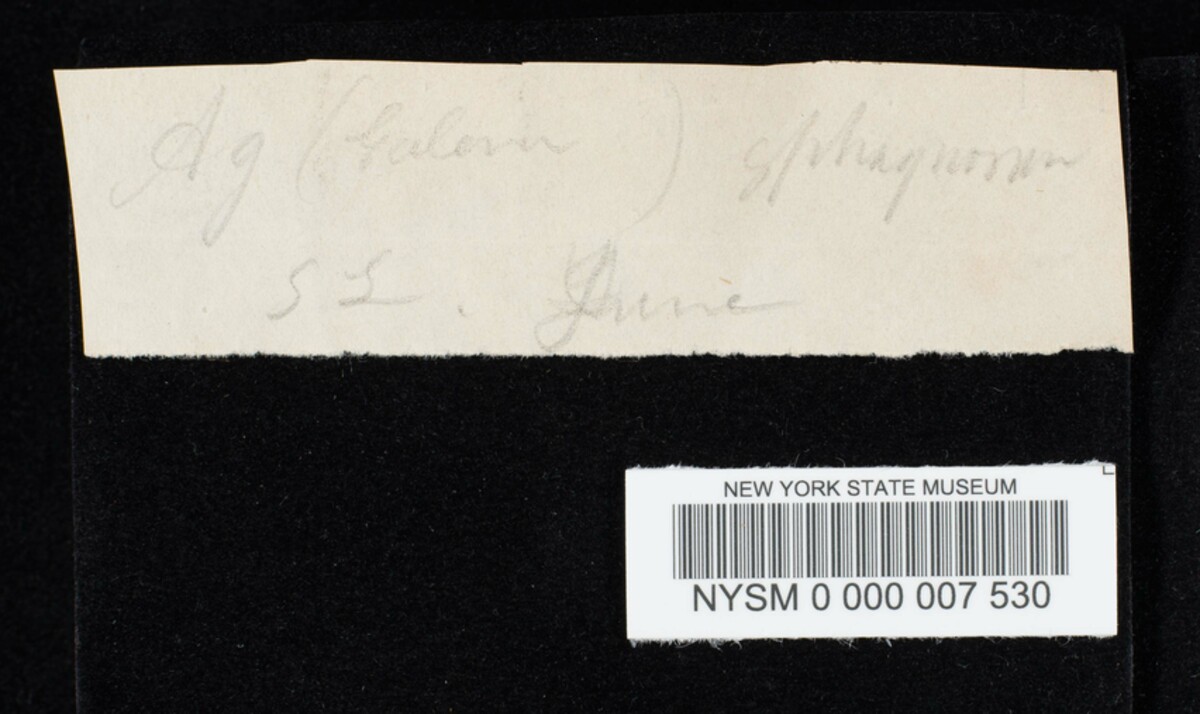 Ag (Galera ) sphagnorum
S L. June
NEW YORK STATE MUSEUM
NYSM 0 000 007 530